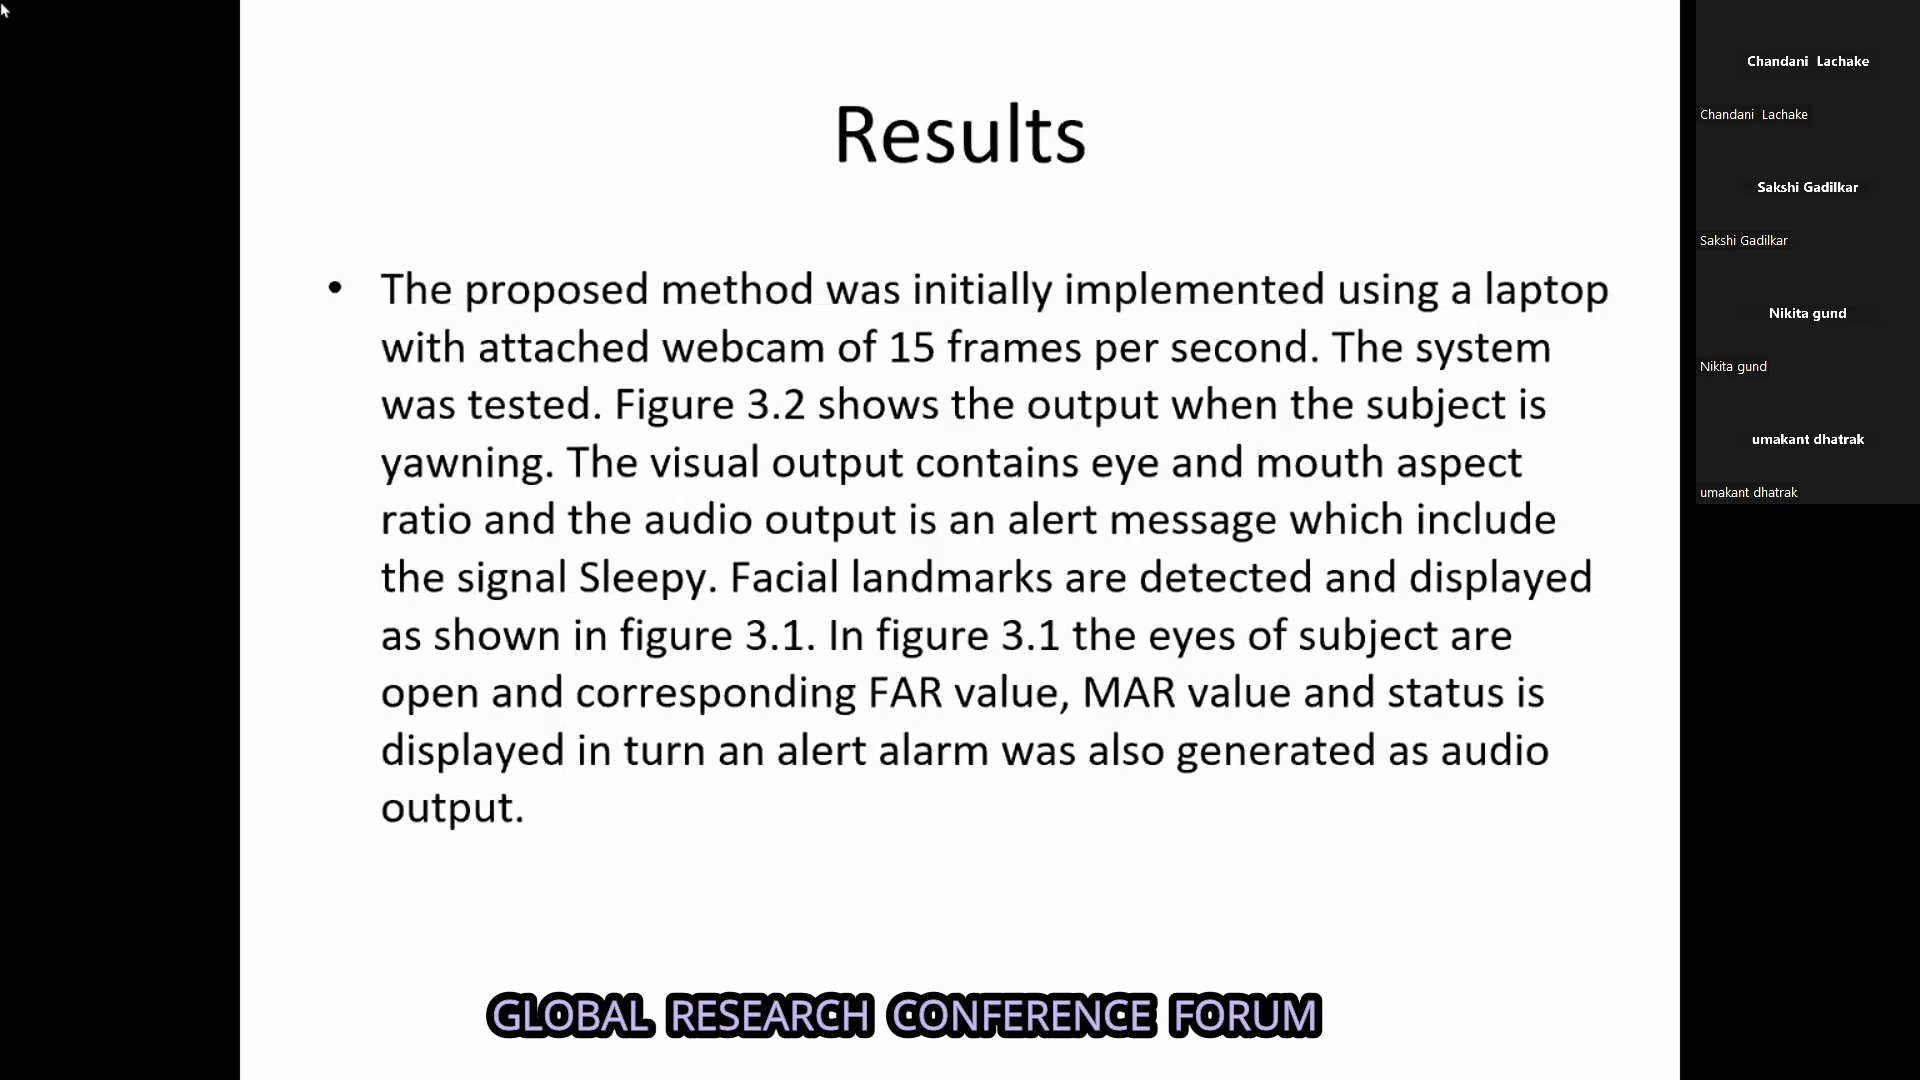 Results
• The proposed method was initially implemented using a laptop
with attached webcam of 15 frames per second. The system
was tested. Figure 3.2 shows the output when the subject is
yawning. The visual output contains eye and mouth aspect
ratio and the audio output is an alert message which include
the signal Sleepy. Facial landmarks are detected and displayed
as shown in figure 3.1. In figure 3.1 the eyes of subject are
open and corresponding FAR value, MAR value and status is
displayed in turn an alert alarm was also generated as audio
output.
GLOBAL RESEARCH CONFERENCE FORUM
Chandani Lachake
Chandani Lachake
Sakshi Gadilkar
Sakshi Gadilkar
Nikita gund
Nikita gund
umakant dhatrak
umakant dhatrak